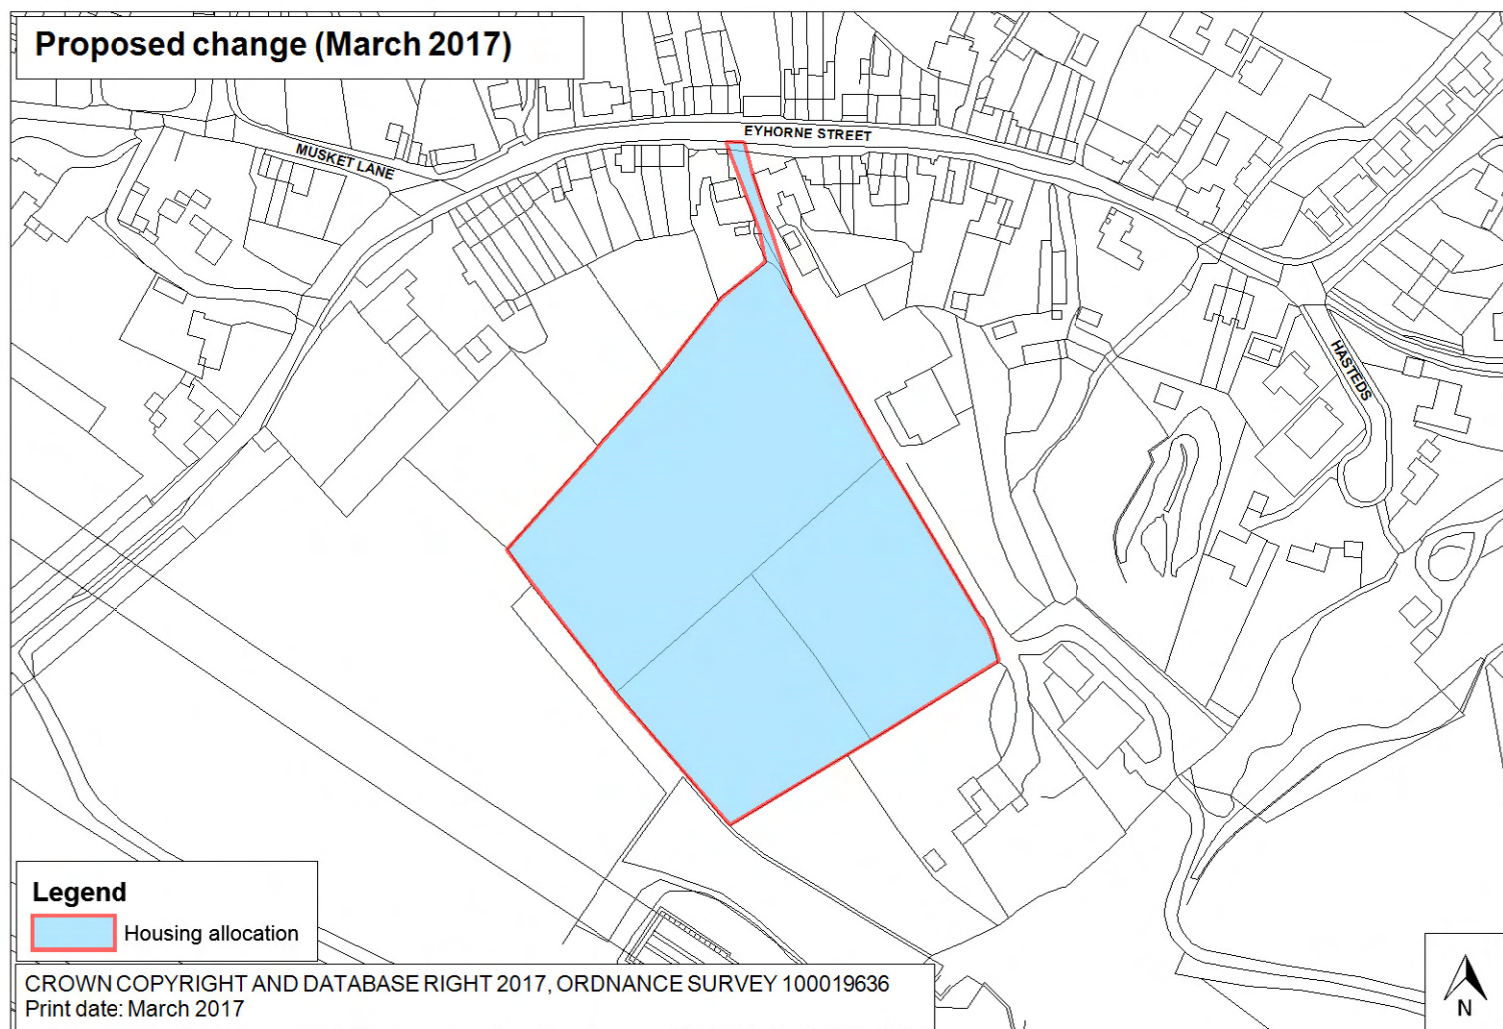 Proposed change (March 2017)
EYHORNE STREET
MUSKET LANE
HASTEDS
Legend
Housing allocation
CROWN COPYRIGHT AND DATABASE RIGHT 2017, ORDNANCE SURVEY 100019636
Print date: March 2017
N